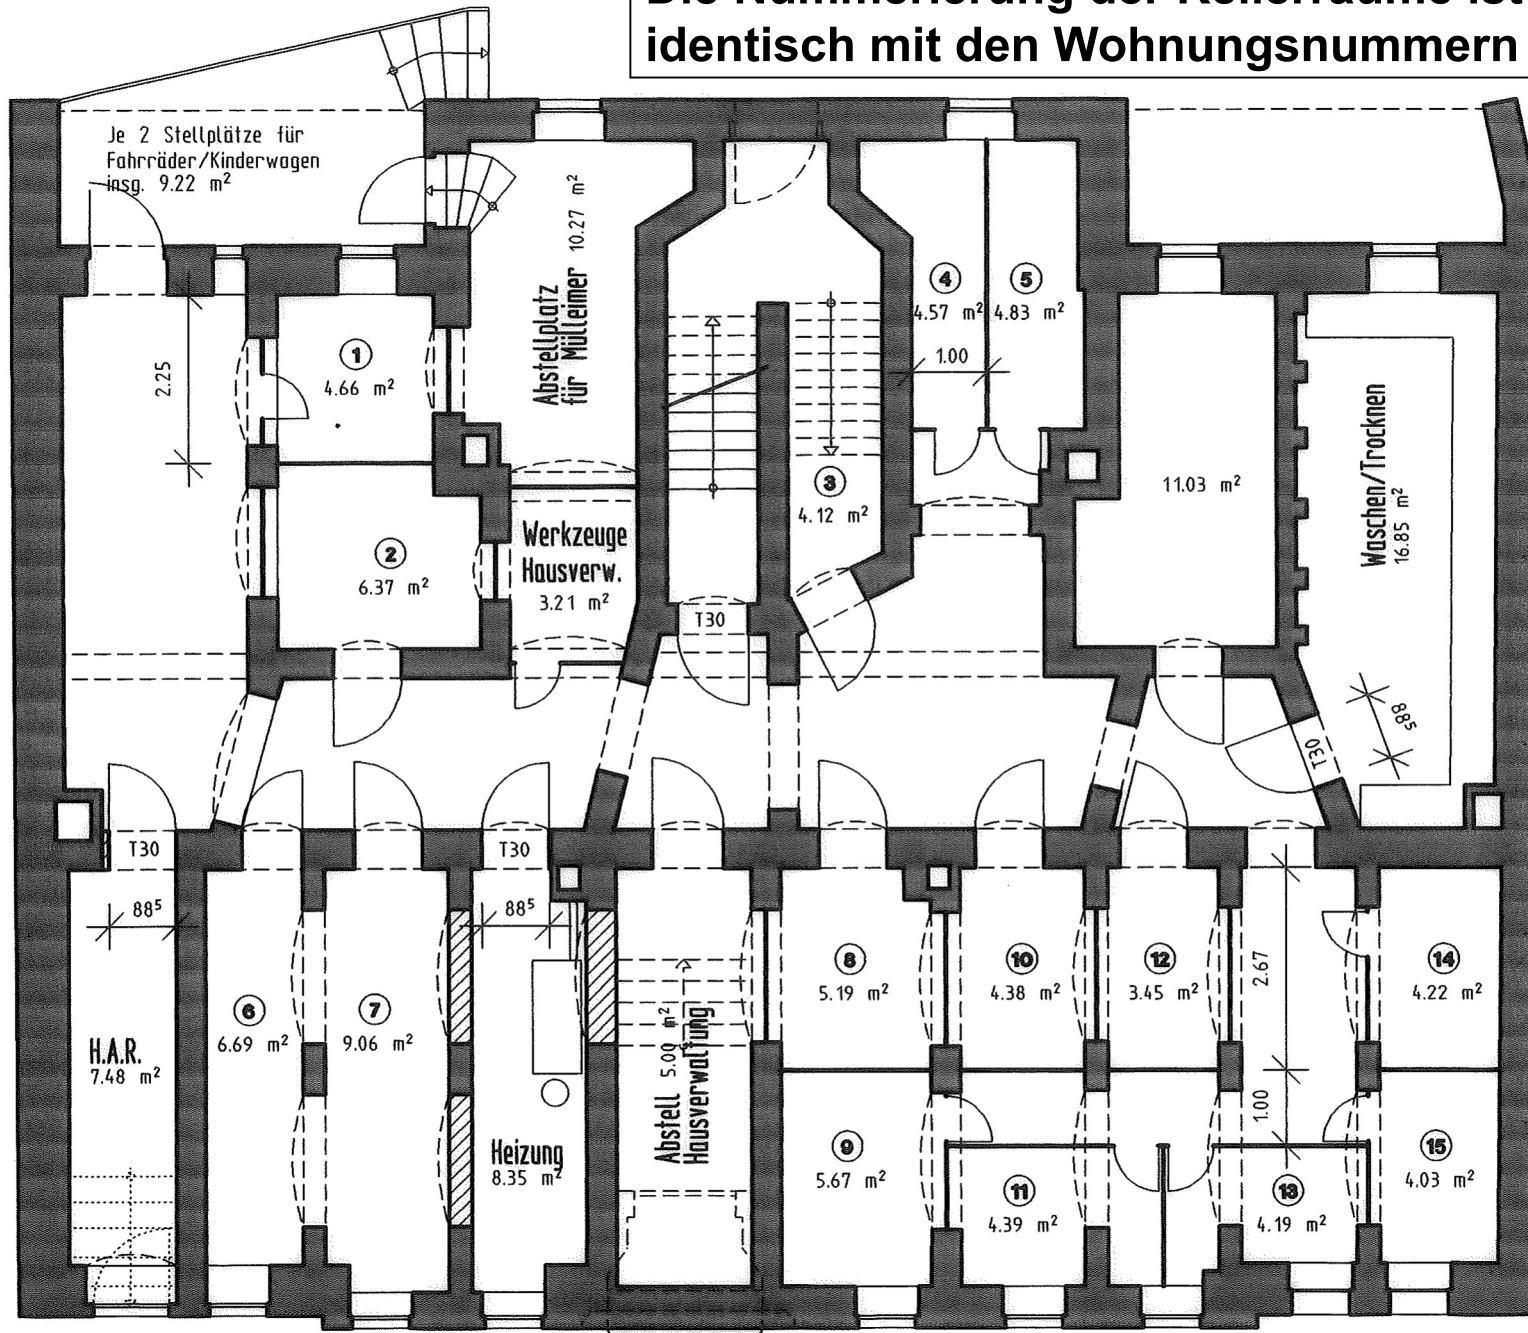 Die Nummerierung der Kellerräume ist
identisch mit den Wohnungsnummern
Je 2 Stellplätze für
Fahrräder/Kinderwagen
insg. 9.22 m²
Abstellplatz
für Mülleimer 10.27 m²
2.25
1
4.66 m²
2
6.37 m²
Werkzeuge
Hausverw.
3.21 m²
T30
3
4.12 m²
4
4.57 m²
5
4.83 m²
1.00
11.03 m²
Waschen/Trocknen
16.85 m²
88⁵
T30
T30
88⁵
H.A.R.
7.48 m²
6
6.69 m²
7
9.06 m²
T30
88⁵
Heizung
8.35 m²
Abstell 5.00 m²
Hausverwaltung
8
5.19 m²
9
5.67 m²
10
4.38 m²
11
4.39 m²
12
3.45 m²
2.67
1.00
13
4.19 m²
14
4.22 m²
15
4.03 m²